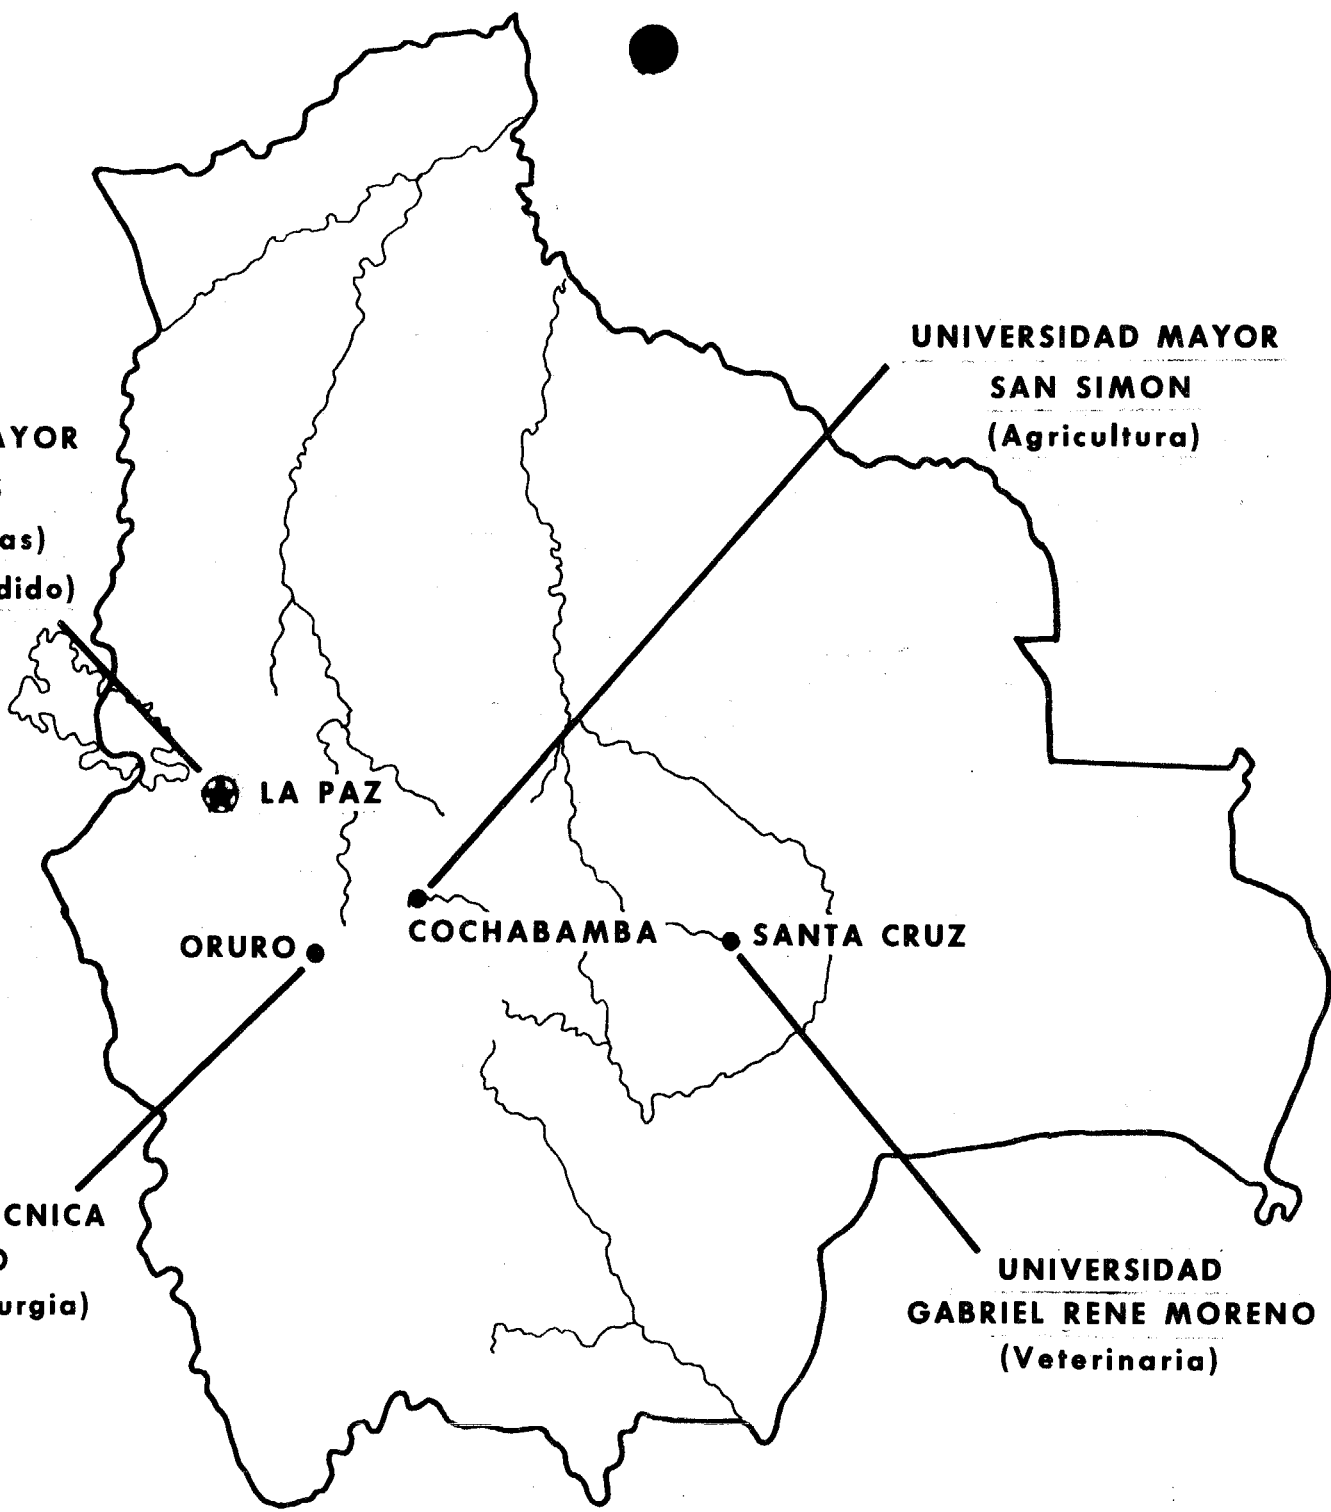 UNIVERSIDAD MAYOR
SAN SIMON
(Agricultura)
AYOR
S
as)
dido)
LA PAZ
COCHABAMBA
SANTA CRUZ
ORURO
CNICA
O
urgia)
UNIVERSIDAD
GABRIEL RENE MORENO
(Veterinaria)